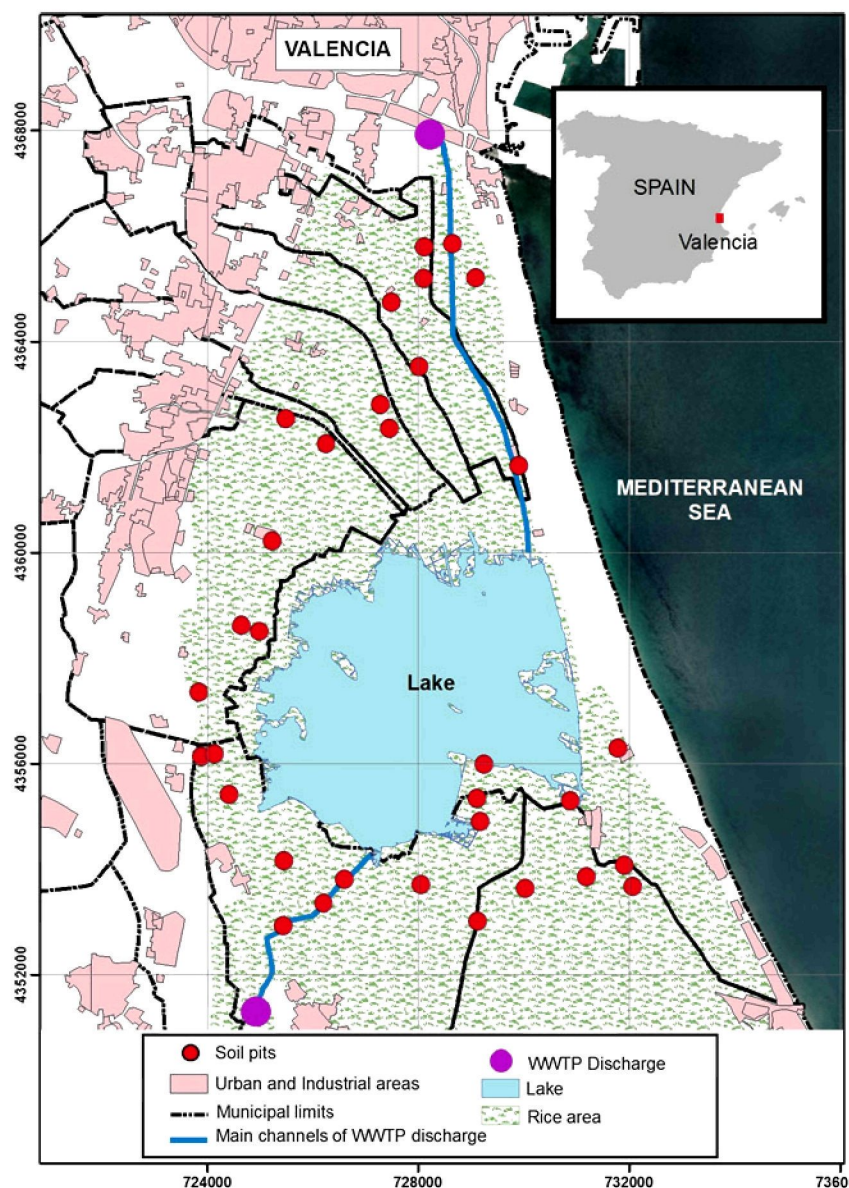 VALENCIA
4368000
SPAIN
Valencia
4364000
MEDITERRANEAN
SEA
4360000
Lake
4356000
4352000
Soil pits
Urban and Industrial areas
Municipal limits
Main channels of WWTP discharge
WWTP Discharge
Lake
Rice area
724000
728000
732000
7360